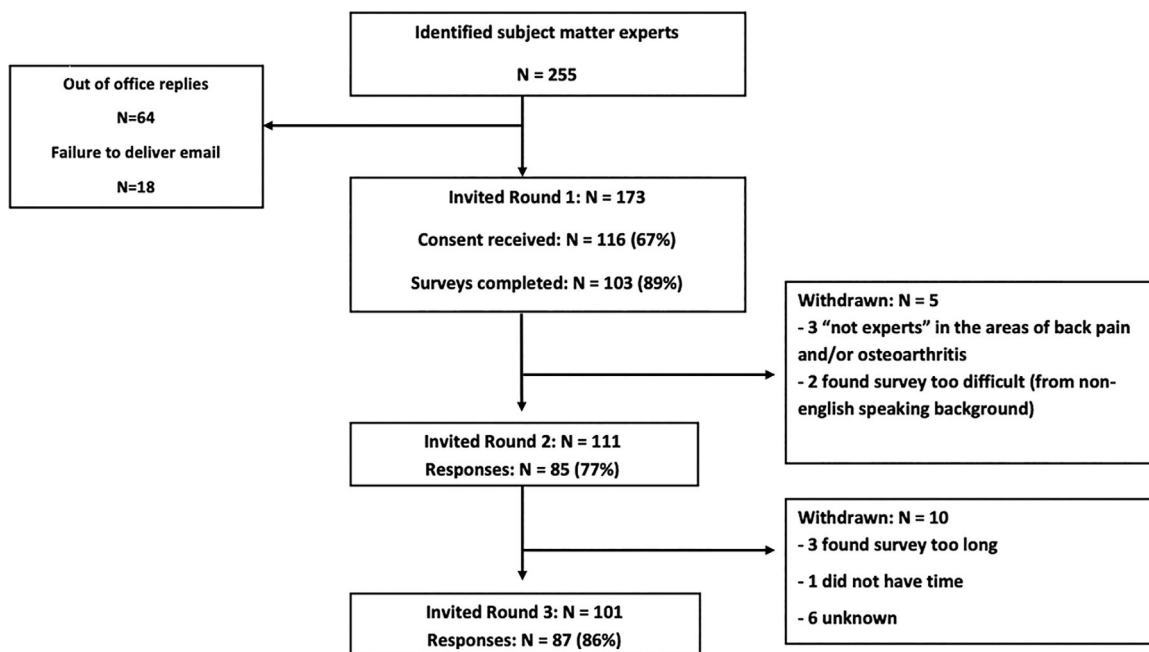 Identified subject matter experts
N = 255
Out of office replies
N=64
Failure to deliver email
N=18
Invited Round 1: N = 173
Consent received: N = 116 (67%)
Surveys completed: N = 103 (89%)
Withdrawn: N = 5
- 3 “not experts” in the areas of back pain
and/or osteoarthritis
- 2 found survey too difficult (from non-
english speaking background)
Invited Round 2: N = 111
Responses: N = 85 (77%)
Withdrawn: N = 10
- 3 found survey too long
- 1 did not have time
- 6 unknown
Invited Round 3: N = 101
Responses: N = 87 (86%)